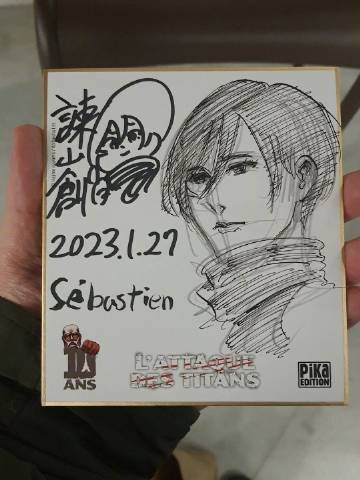 諫山創
2023.1.27
Sébastien
10
ANS
L'ATTAQUE
DES TITANS
PiKA
EDITION